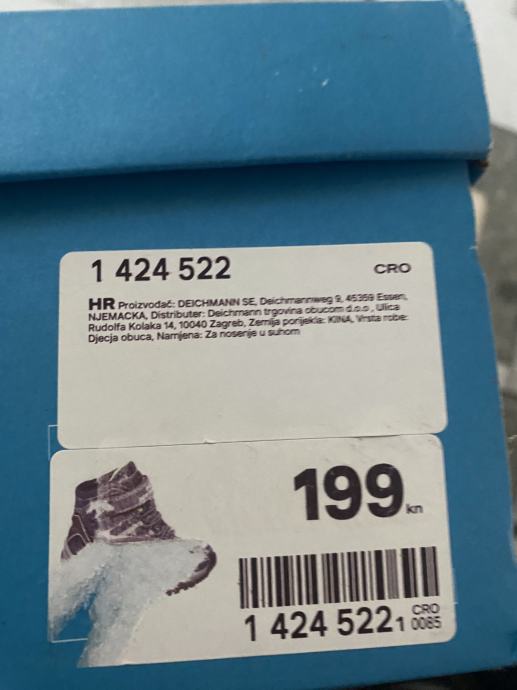 1 424 522
CRO
HR Proizvođač: DEICHMANN SE, Deichmannweg 9, 45359 Essen,
NJEMACKA, Distributer: Deichmann trgovina obucom d.o.o., Ulica
Rudolfa Kolaka 14, 10040 Zagreb, Zemlja porijekla: KINA, Vrsta robe:
Djecja obuca, Namjena: Za nosenje u suhom
199 kn
1 424 522 1
CRO
0085